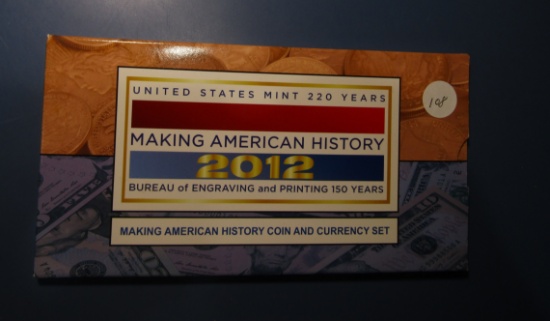 UNITED STATES MINT 220 YEARS
MAKING AMERICAN HISTORY
2012
BUREAU of ENGRAVING and PRINTING 150 YEARS
MAKING AMERICAN HISTORY COIN AND CURRENCY SET
108